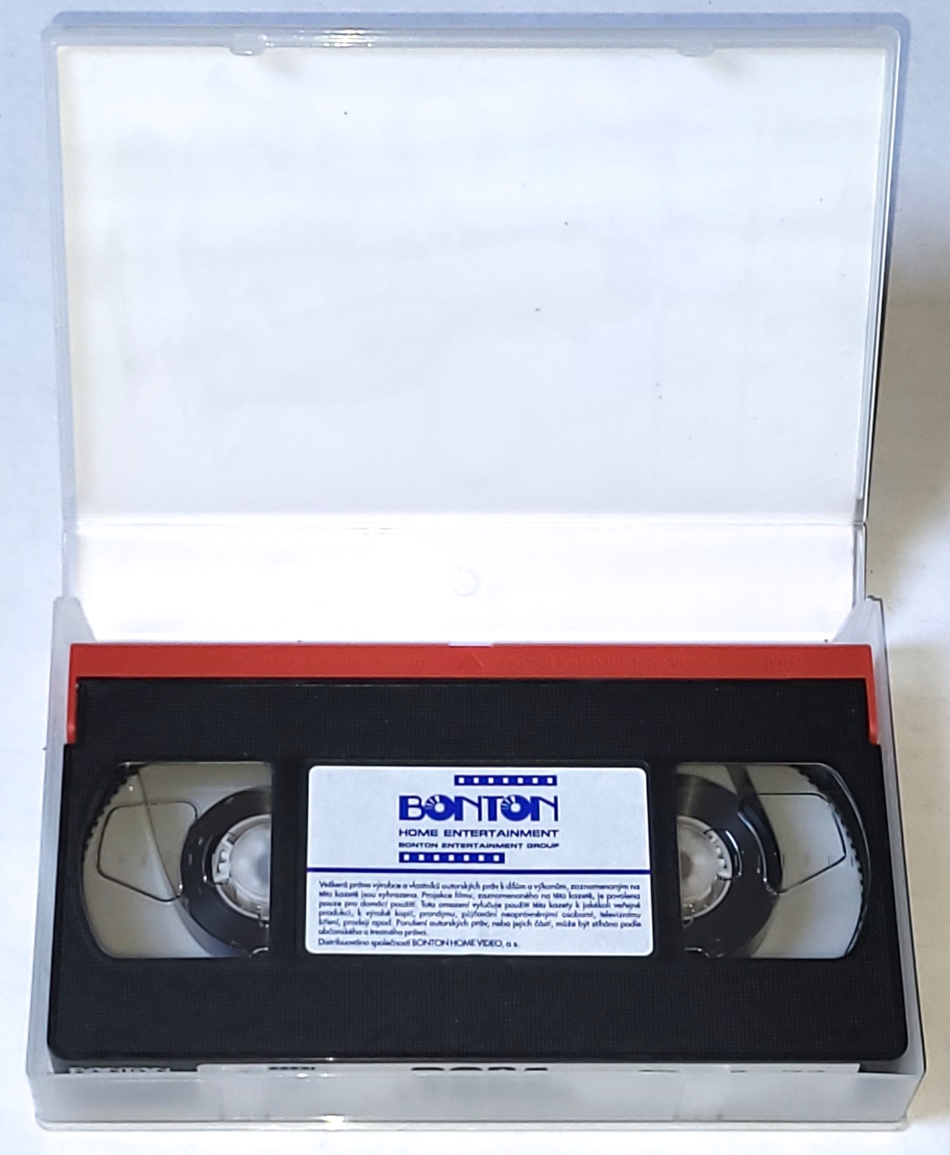 BONTON
HOME ENTERTAINMENT
BONTON ENTERTAINMENT GROUP
Veškerá práva výrobce a vlastníků autorských práv k dílům a výkonům, zaznamenaným na
této kazetě jsou vyhrazena. Projekce filmu, zaznamenaného na této kazetě, je povolena
pouze pro domácí použití. Toto omezení vylučuje použití této kazety k jakékoli veřejné
produkci, k výrobě kopií, pronájmu, půjčování neoprávněnými osobami, televiznímu
šíření, prodeji apod. Porušení autorských práv, nebo jejich částí, může být stíháno podle
občanského a trestního práva.
Distribuováno společností BONTON HOME VIDEO, a.s.